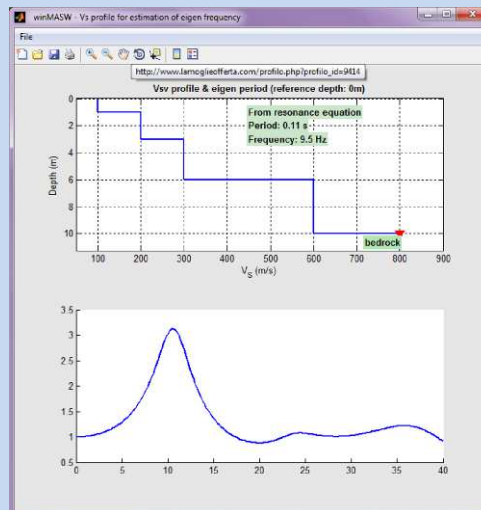 winMASW - Vs profile for estimation of eigen frequency
File
http://www.lamoglieofferta.com/profilo.php?profilo_id=9414
Vsv profile & eigen period (reference depth: 0m)
From resonance equation
Period: 0.11 s
Frequency: 9.5 Hz
0
2
4
6
8
10
Depth (m)
bedrock
100 200 300 400 500 600 700 800 900
VS (m/s)
3.5
3
2.5
2
1.5
1
0.5
0 5 10 15 20 25 30 35 40